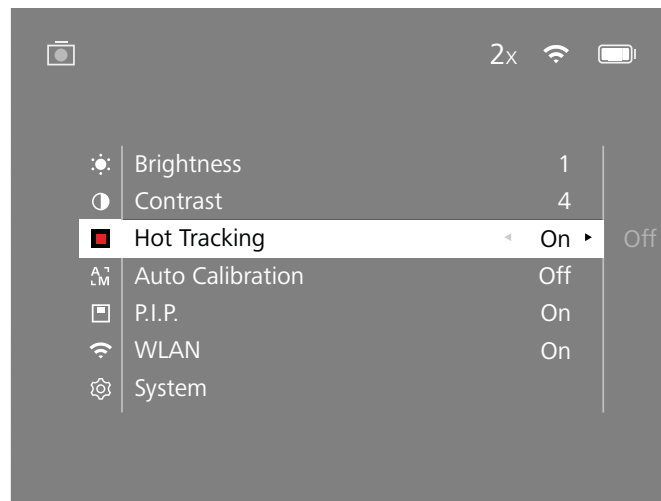 2x
Brightness 1
Contrast 4
Hot Tracking On Off
Auto Calibration Off
P.I.P. On
WLAN On
System